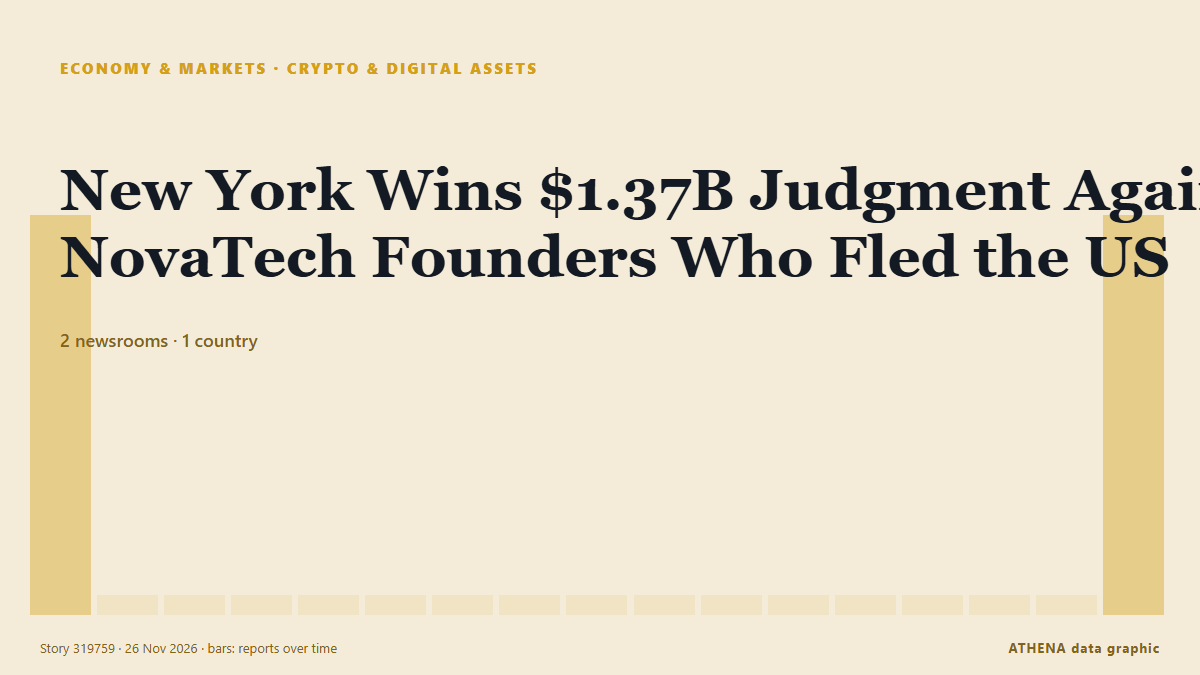 ECONOMY & MARKETS · CRYPTO & DIGITAL ASSETS
New York Wins $1.37B Judgment Agai
NovaTech Founders Who Fled the US
2 newsrooms · 1 country
Story 319759 · 26 Nov 2026 · bars: reports over time
ATHENA data graphic